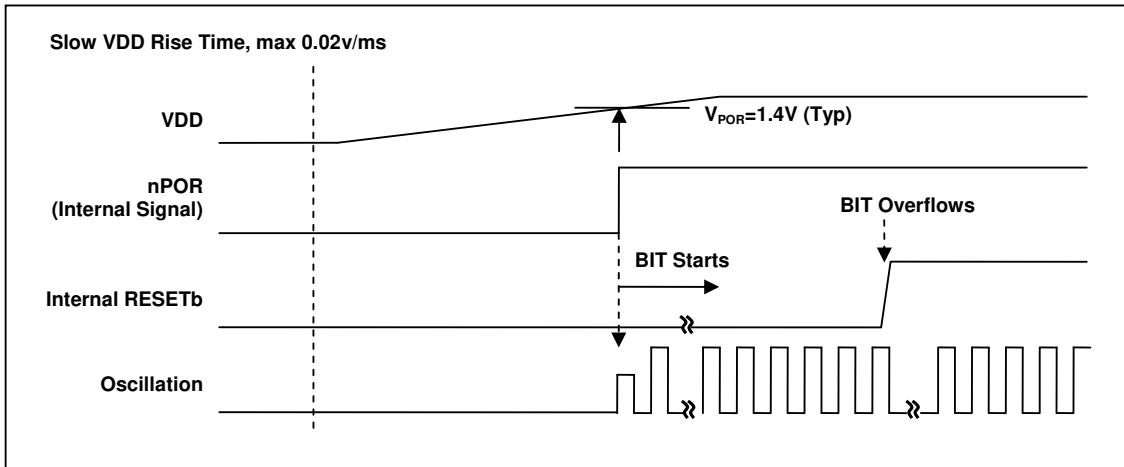 Slow VDD Rise Time, max 0.02v/ms
VDD
VPOR=1.4V (Typ)
nPOR
(Internal Signal)
BIT Overflows
BIT Starts
Internal RESETb
Oscillation